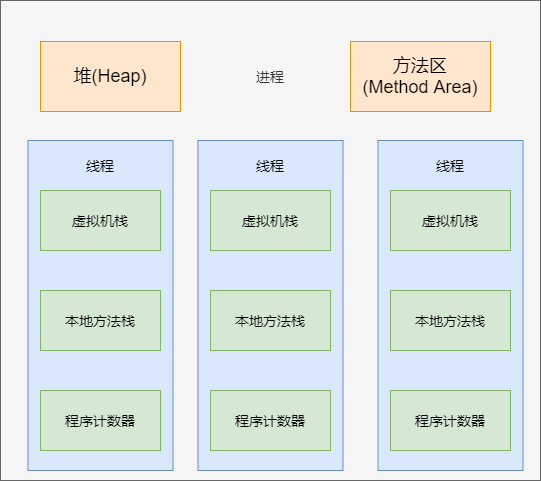 堆(Heap)
进程
方法区
(Method Area)
线程
线程
线程
虚拟机栈
虚拟机栈
虚拟机栈
本地方法栈
本地方法栈
本地方法栈
程序计数器
程序计数器
程序计数器